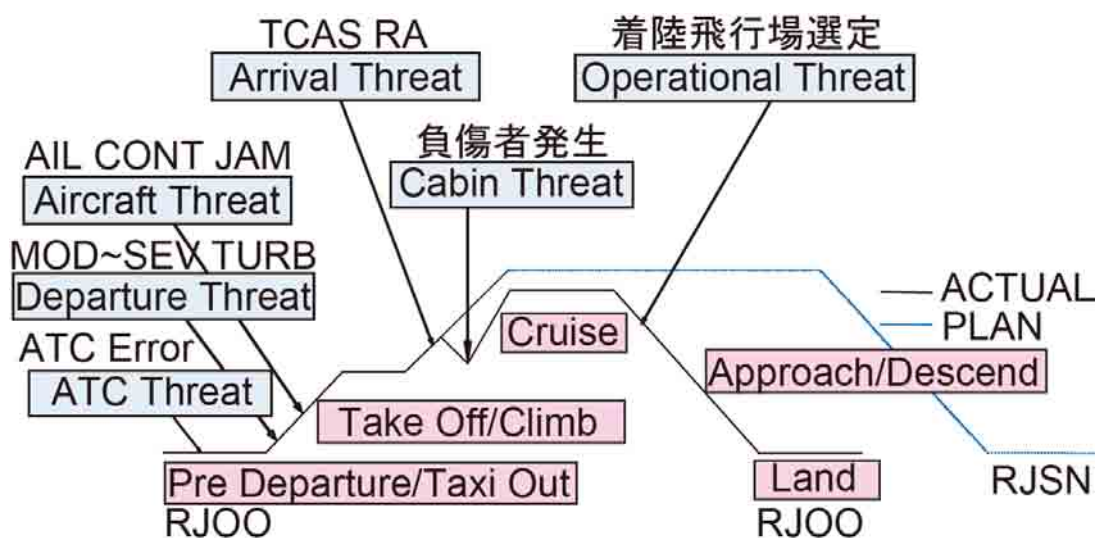 TCAS RA
Arrival Threat
着陸飛行場選定
Operational Threat
負傷者発生
Cabin Threat
AIL CONT JAM
Aircraft Threat
MOD~SEV TURB
Departure Threat
ATC Error
ATC Threat
ACTUAL
PLAN
Cruise
Approach/Descend
Take Off/Climb
Pre Departure/Taxi Out
RJOO
Land
RJOO
RJSN